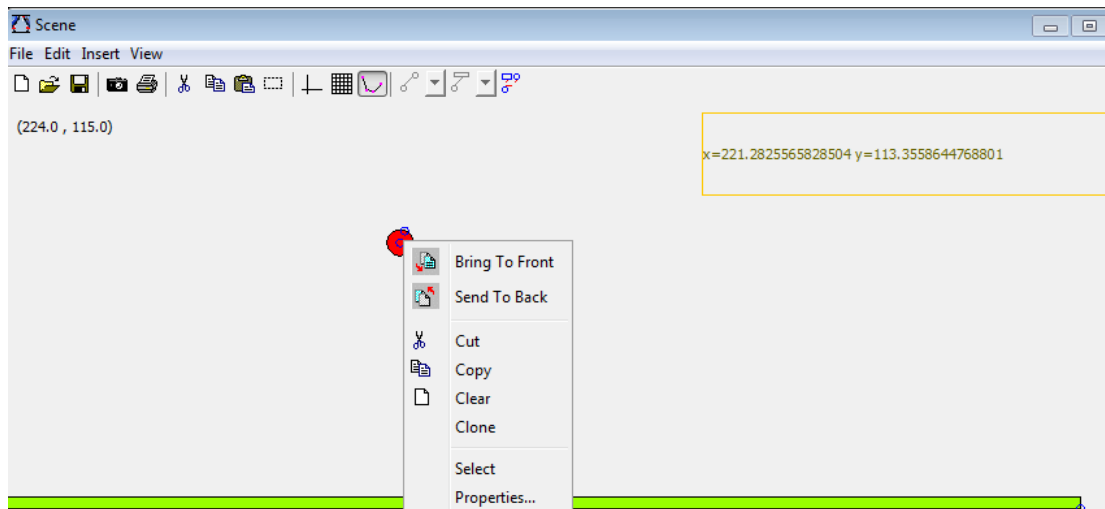 Scene
File Edit Insert View
(224.0 , 115.0)
x=221.2825565828504 y=113.3558644768801
Bring To Front
Send To Back
Cut
Copy
Clear
Clone
Select
Properties...